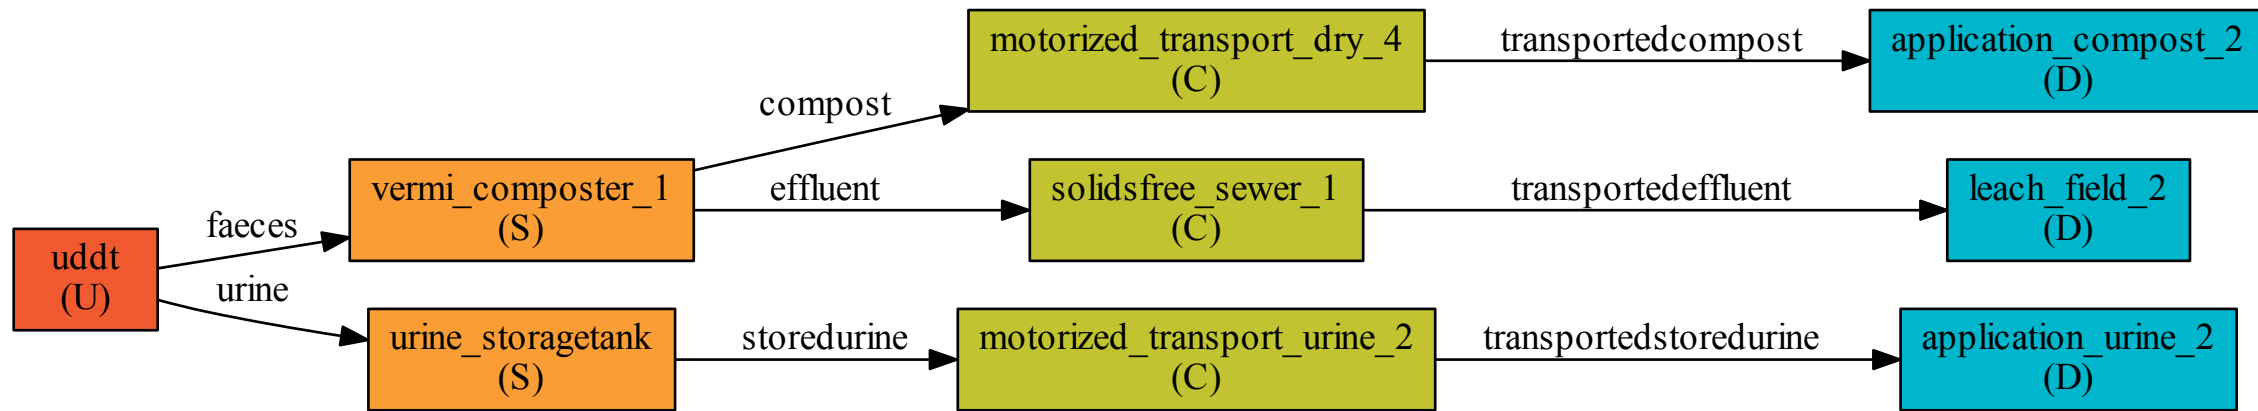 uddt
(U)
faeces
urine
vermi_composter_1
(S)
urine_storagetank
(S)
compost
effluent
storedurine
motorized_transport_dry_4
(C)
solidsfree_sewer_1
(C)
motorized_transport_urine_2
(C)
transportedcompost
transportedeffluent
transportedstoredurine
application_compost_2
(D)
leach_field_2
(D)
application_urine_2
(D)